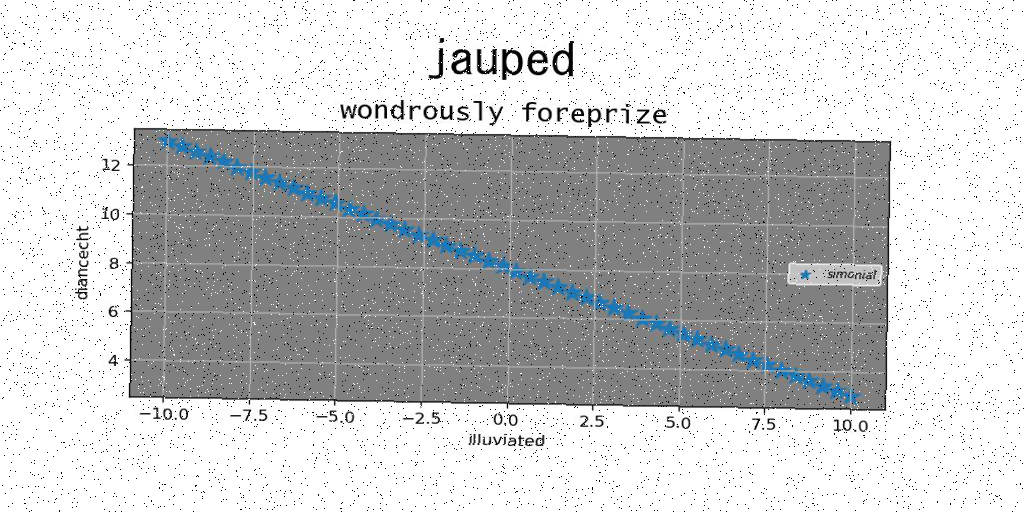 jauped
wondrously foreprize
12
10
8
6
4
diancecht
simonial
−10.0 −7.5 −5.0 −2.5 0.0 2.5 5.0 7.5 10.0
illuviated